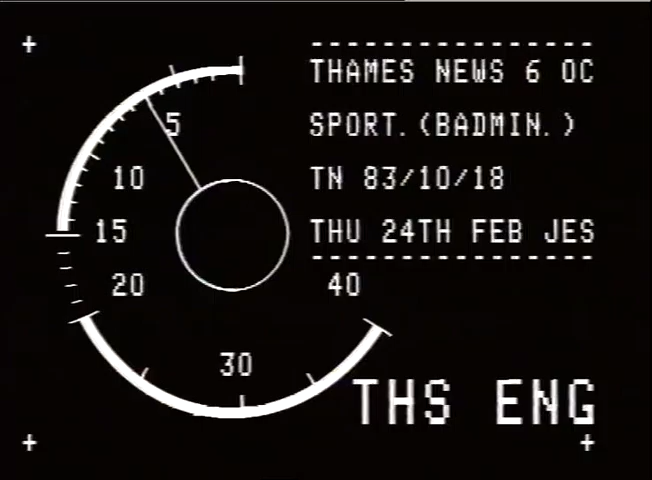 THAMES NEWS 6 OC
SPORT.(BADMIN.)
TN 83/10/18
THU 24TH FEB JES
5
10
15
20
30
40
THS ENG